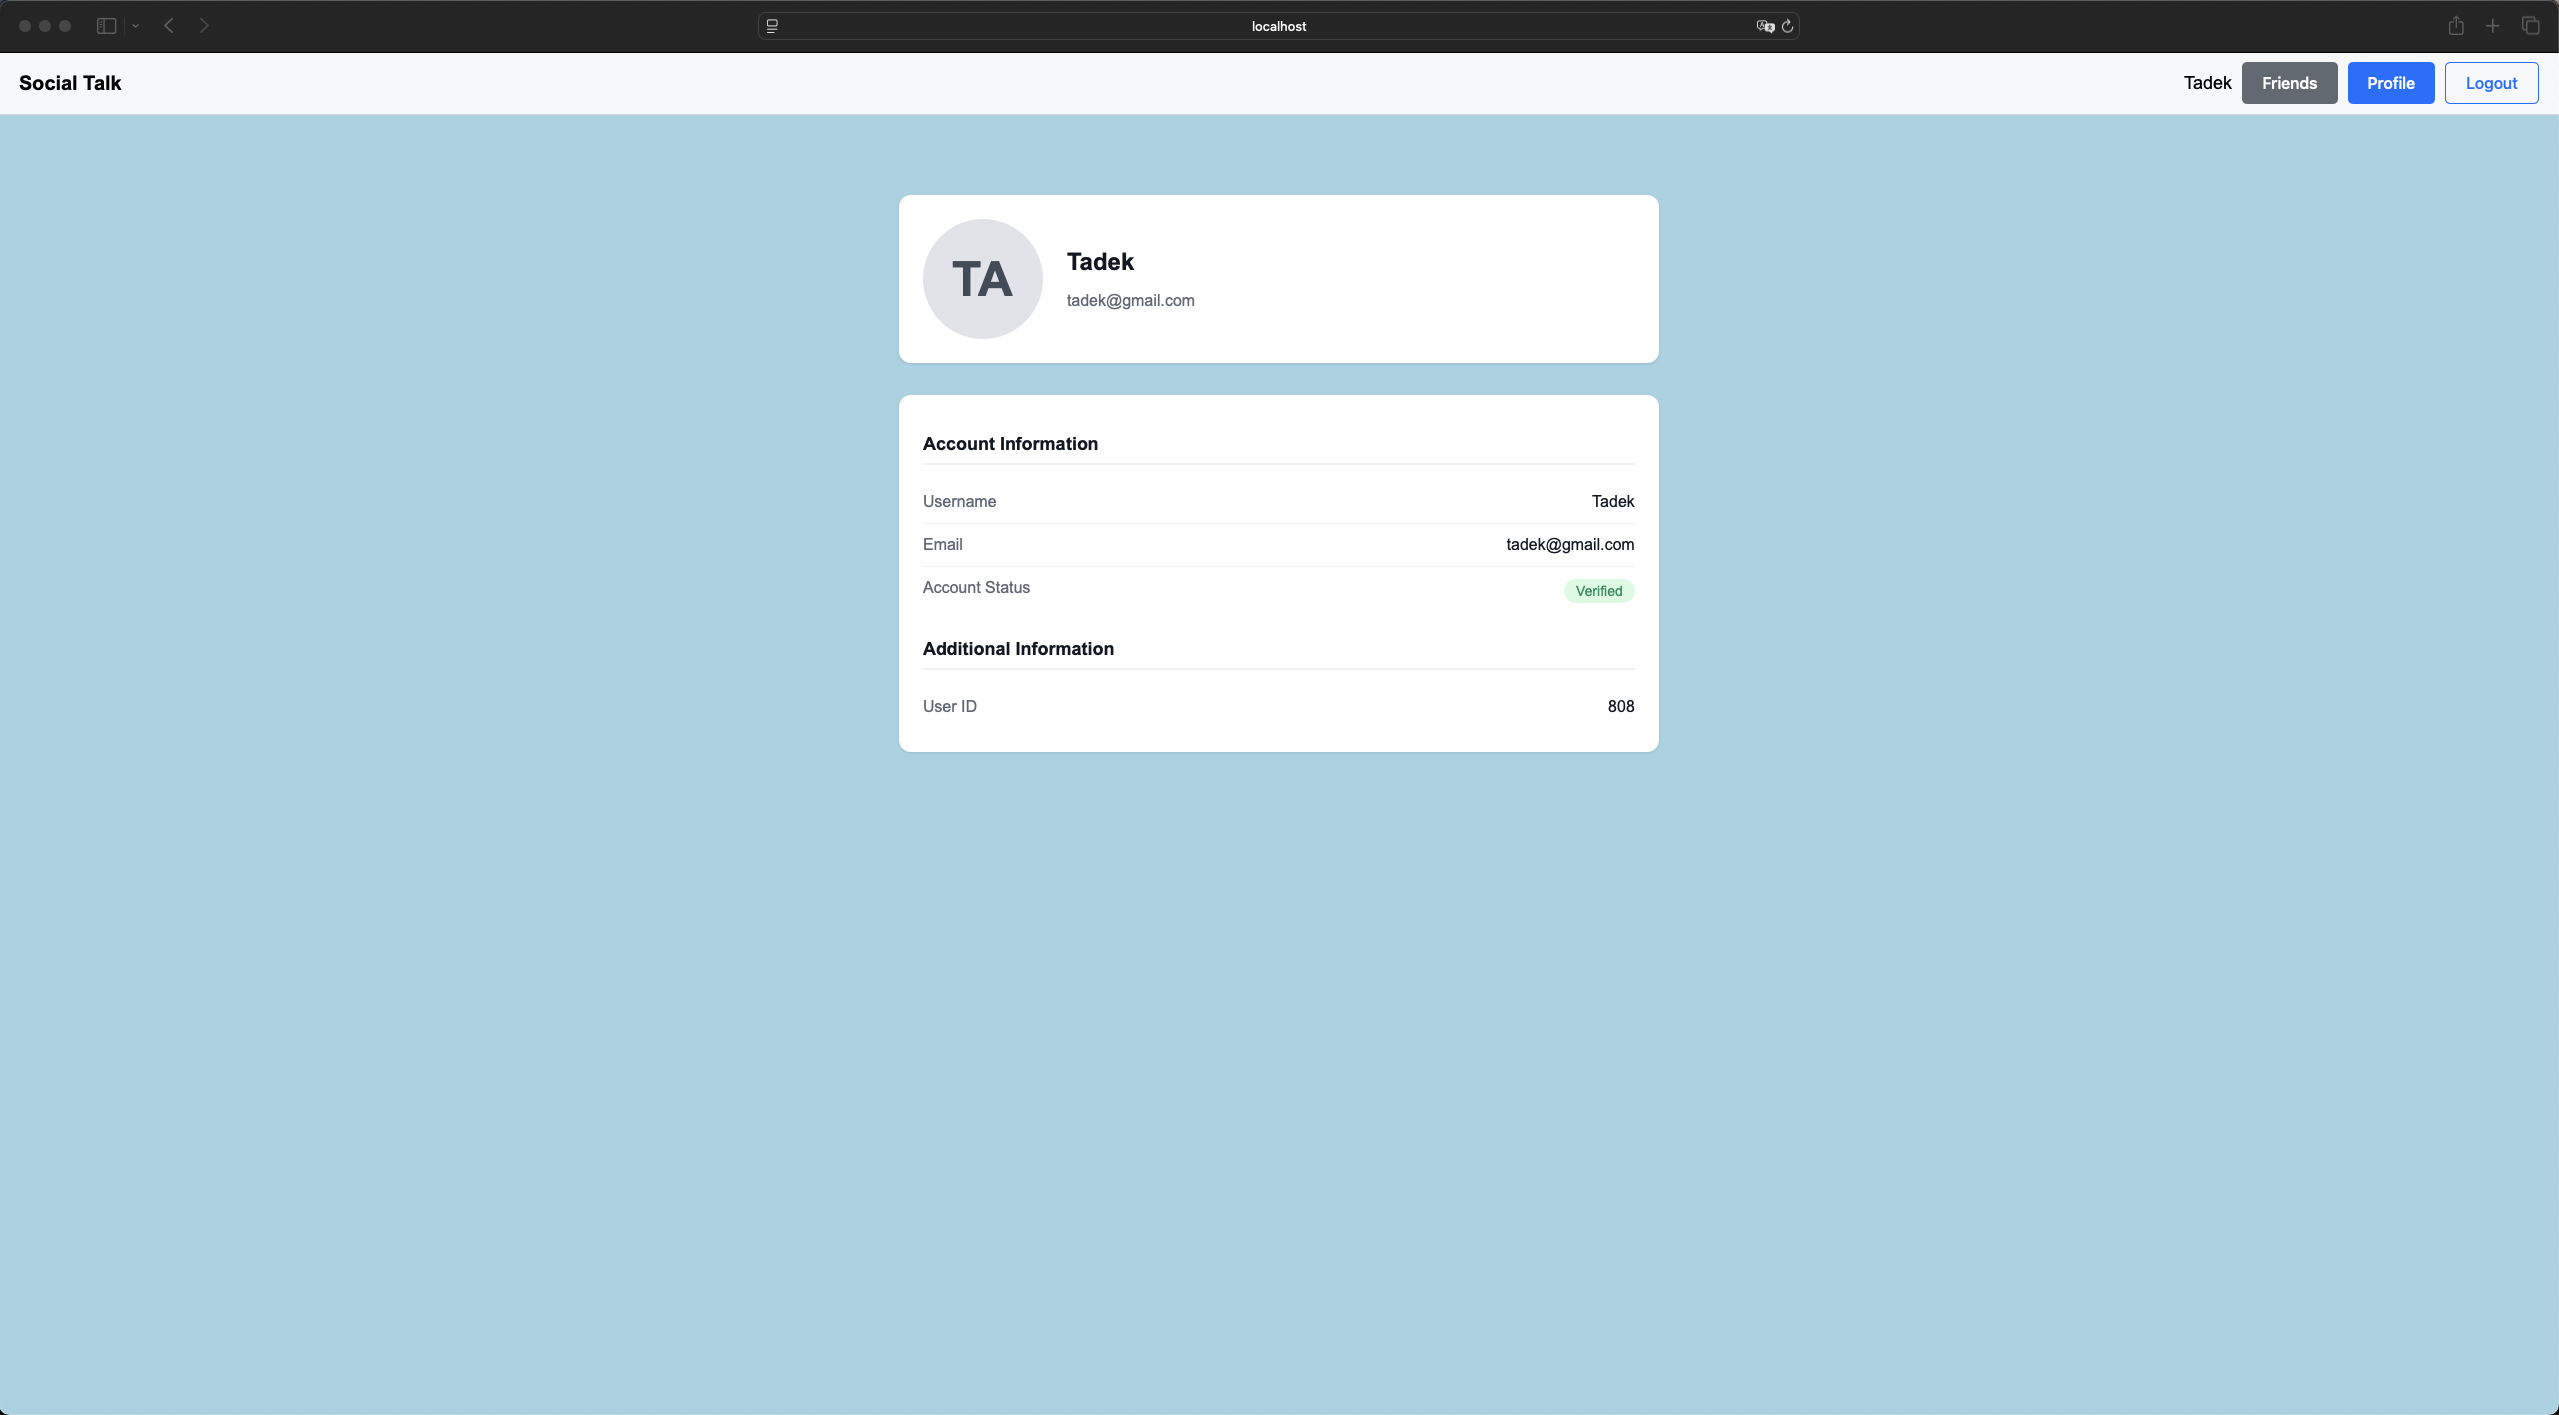 localhost
Social Talk
Tadek Friends Profile Logout
TA
Tadek
tadek@gmail.com
Account Information
Username Tadek
Email tadek@gmail.com
Account Status Verified
Additional Information
User ID 808